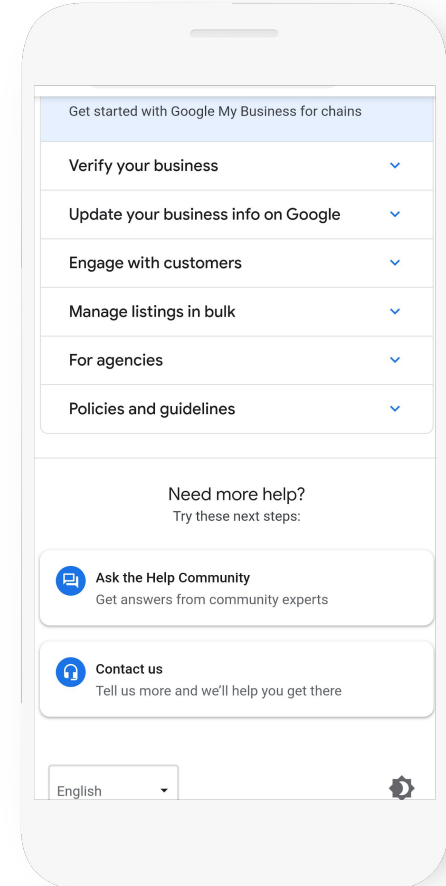 Get started with Google My Business for chains
Verify your business
Update your business info on Google
Engage with customers
Manage listings in bulk
For agencies
Policies and guidelines
Need more help?
Try these next steps:
Ask the Help Community
Get answers from community experts
Contact us
Tell us more and we’ll help you get there
English